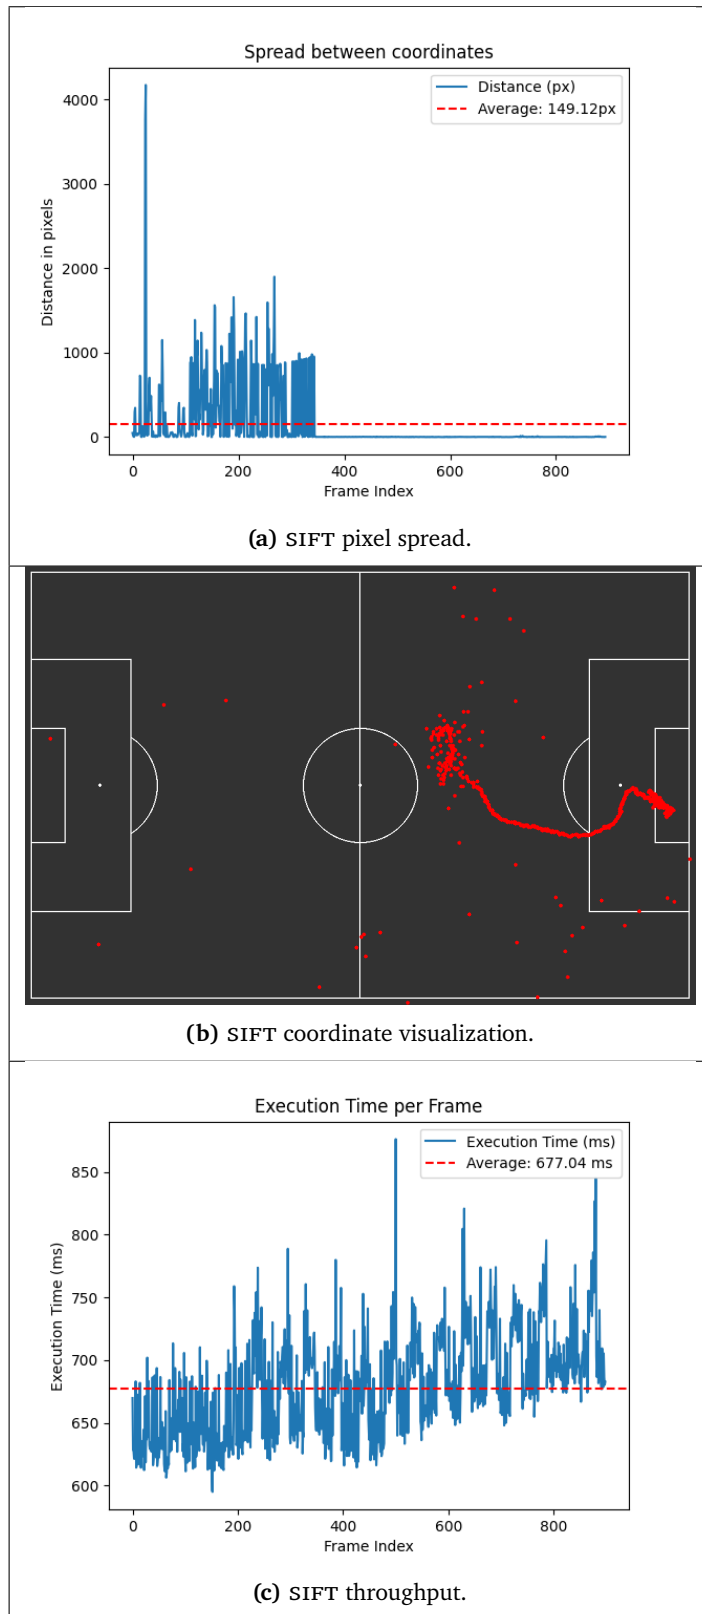 Spread between coordinates
Distance (px)
Average: 149.12px
4000
3000
2000
1000
0
Distance in pixels
0 200 400 600 800
Frame Index
(a) SIFT pixel spread.
(b) SIFT coordinate visualization.
Execution Time per Frame
Execution Time (ms)
Average: 677.04 ms
850
800
750
700
650
600
Execution Time (ms)
0 200 400 600 800
Frame Index
(c) SIFT throughput.